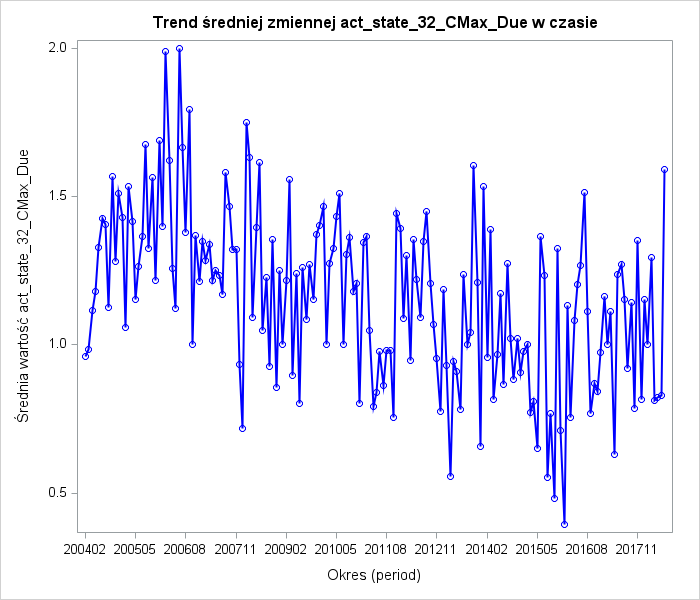 Trend średniej zmiennej act_state_32_CMax_Due w czasie
Średnia wartość act_state_32_CMax_Due
2.0
1.5
1.0
0.5
200402 200505 200608 200711 200902 201005 201108 201211 201402 201505 201608 201711
Okres (period)